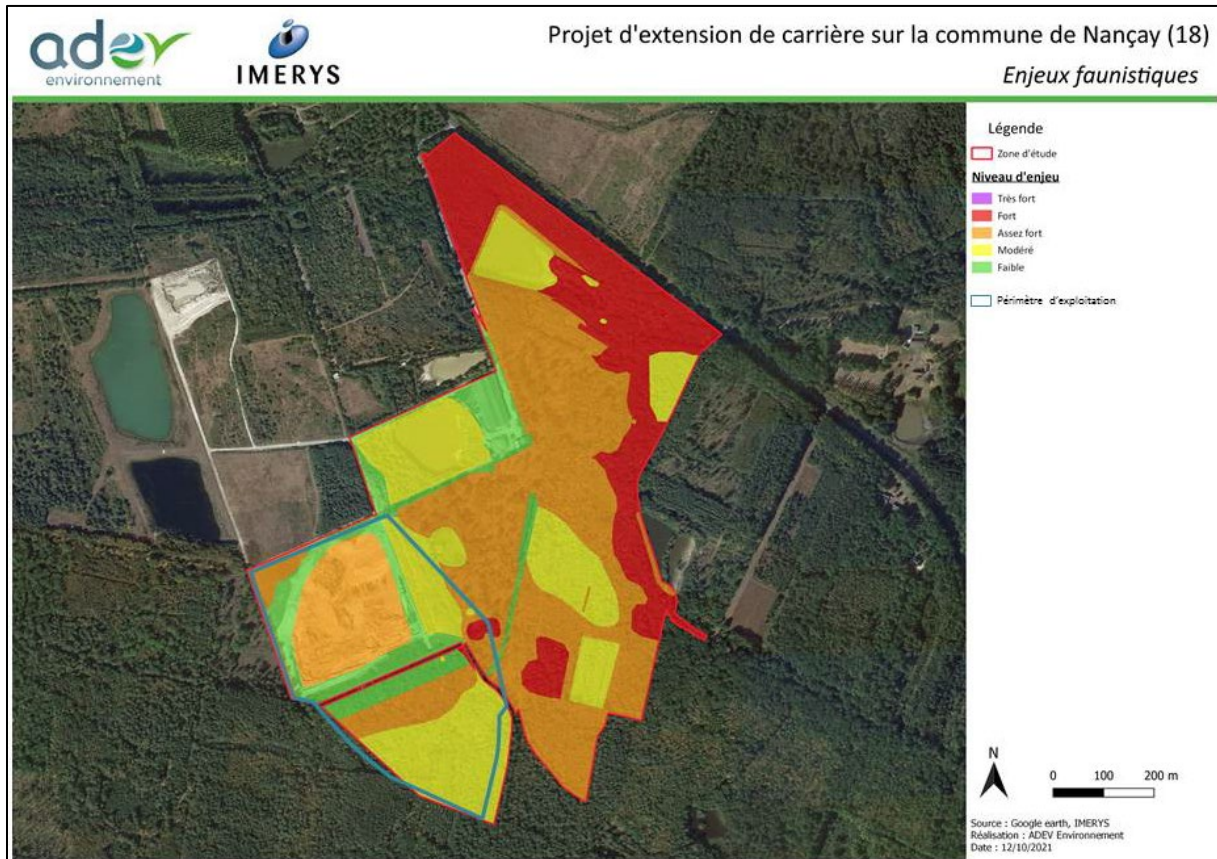 adev
environnement
IMERYS
Projet d'extension de carrière sur la commune de Nançay (18)
Enjeux faunistiques
Légende
Zone d'étude
Niveau d'enjeu
Très fort
Fort
Assez fort
Modéré
Faible
Périmètre d'exploitation
N
0 100 200 m
Source : Google earth, IMERYS
Réalisation : ADEV Environnement
Date : 12/10/2021